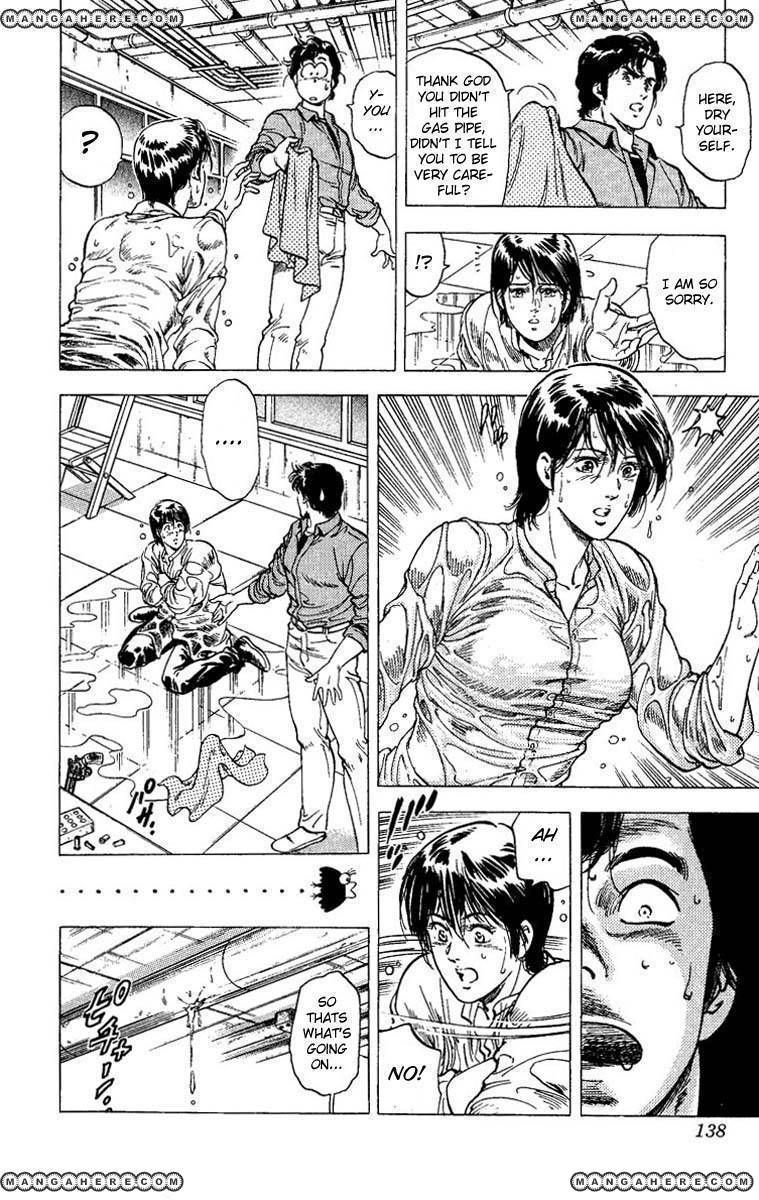 MANGAHERE.COM
MANGAHERE.COM
HERE,
DRY
YOUR-
SELF.
THANK GOD
YOU DIDN'T
HIT THE
GAS PIPE,
DIDN'T I TELL
YOU TO BE
VERY CARE-
FUL?
I AM SO
SORRY.
!?
Y-
YOU
...
?
....
パサ.
AH
...
NO!
SO
THATS
WHAT'S
GOING
ON...
138
MANGAHERE.COM
MANGAHERE.COM